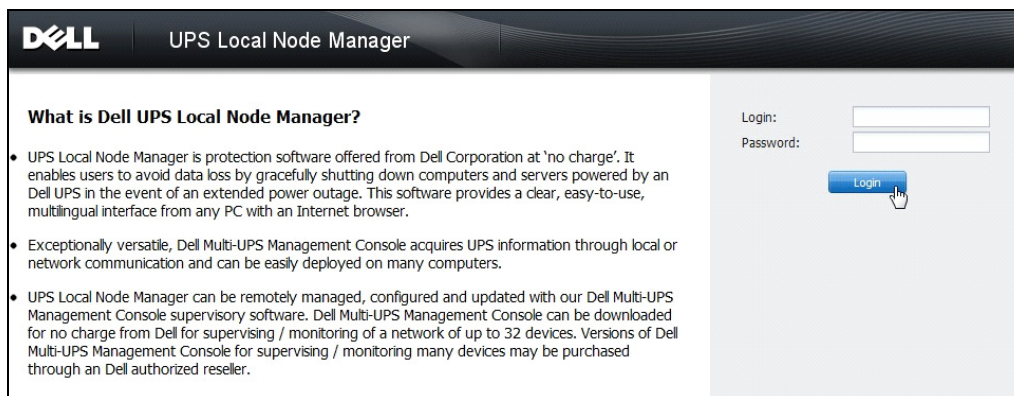 DELL UPS Local Node Manager
What is Dell UPS Local Node Manager?
• UPS Local Node Manager is protection software offered from Dell Corporation at ‘no charge’. It
enables users to avoid data loss by gracefully shutting down computers and servers powered by an
Dell UPS in the event of an extended power outage. This software provides a clear, easy-to-use,
multilingual interface from any PC with an Internet browser.
• Exceptionally versatile, Dell Multi-UPS Management Console acquires UPS information through local or
network communication and can be easily deployed on many computers.
• UPS Local Node Manager can be remotely managed, configured and updated with our Dell Multi-UPS
Management Console supervisory software. Dell Multi-UPS Management Console can be downloaded
for no charge from Dell for supervising / monitoring of a network of up to 32 devices. Versions of Dell
Multi-UPS Management Console for supervising / monitoring many devices may be purchased
through an Dell authorized reseller.
Login:
Password:
Login